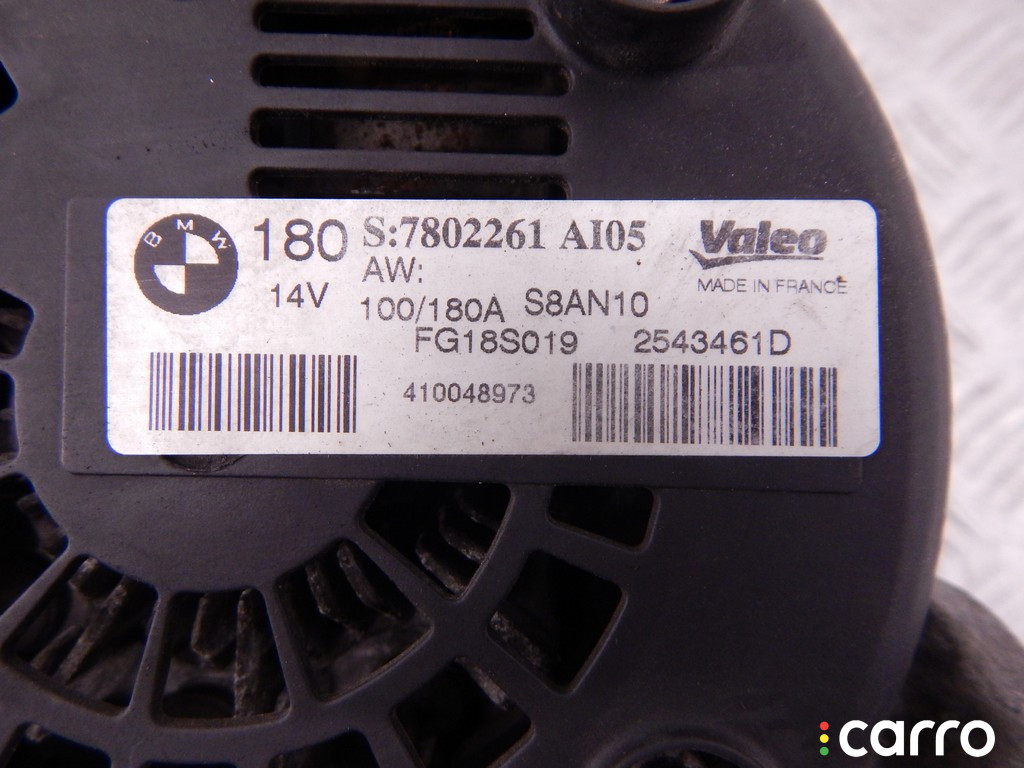 BMW
180
14V
S:7802261 AI05
AW:
100/180A S8AN10
FG18S019 2543461D
410048973
Valeo
MADE IN FRANCE
carro